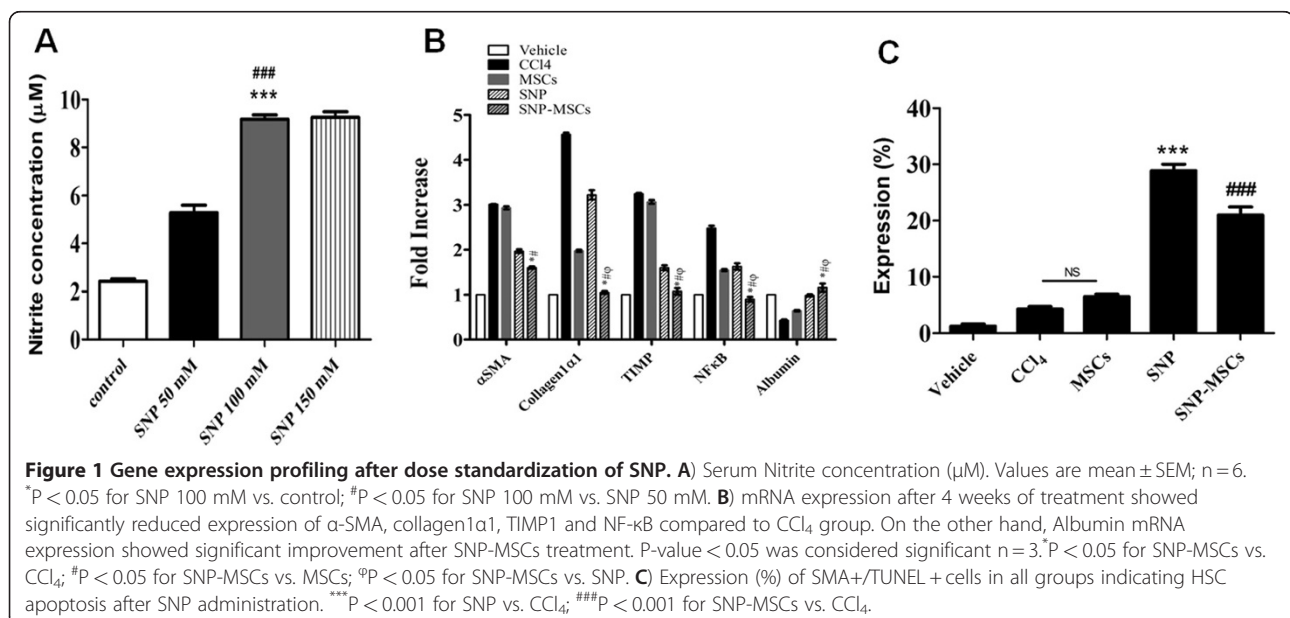 A
Nitrite concentration (µM)
10
8
6
4
2
0
###
***
control
SNP 50 mM
SNP 100 mM
SNP 150 mM
B
Vehicle
CCl4
MSCs
SNP
SNP-MSCs
Fold Increase
5
4
3
2
1
0
*#
*#φ
*#φ
*#φ
*#φ
αSMA
Collagen1α1
TIMP
NFκB
Albumin
C
Expression (%)
40
30
20
10
0
NS
***
###
Vehicle
CCl₄
MSCs
SNP
SNP-MSCs
Figure 1 Gene expression profiling after dose standardization of SNP. A) Serum Nitrite concentration (µM). Values are mean ± SEM; n = 6.
*P < 0.05 for SNP 100 mM vs. control; #P < 0.05 for SNP 100 mM vs. SNP 50 mM. B) mRNA expression after 4 weeks of treatment showed
significantly reduced expression of α-SMA, collagen1α1, TIMP1 and NF-κB compared to CCl₄ group. On the other hand, Albumin mRNA
expression showed significant improvement after SNP-MSCs treatment. P-value < 0.05 was considered significant n = 3.*P < 0.05 for SNP-MSCs vs.
CCl₄; #P < 0.05 for SNP-MSCs vs. MSCs; φP < 0.05 for SNP-MSCs vs. SNP. C) Expression (%) of SMA+/TUNEL + cells in all groups indicating HSC
apoptosis after SNP administration. ***P < 0.001 for SNP vs. CCl₄; ###P < 0.001 for SNP-MSCs vs. CCl₄.